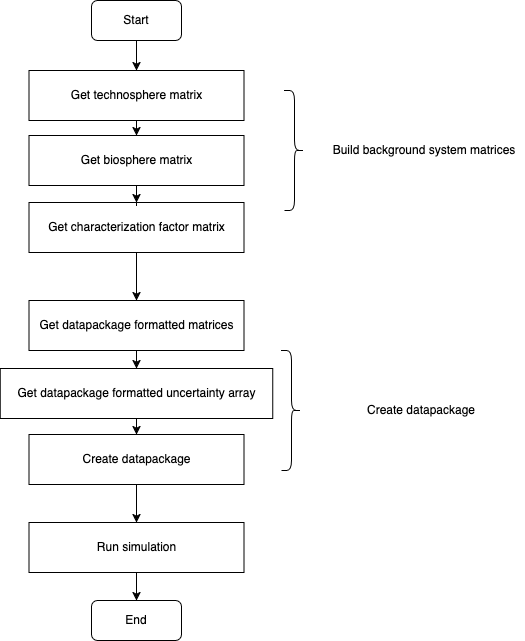 Start
Get technosphere matrix
Get biosphere matrix
Build background system matrices
Get characterization factor matrix
Get datapackage formatted matrices
Get datapackage formatted uncertainty array
Create datapackage
Create datapackage
Run simulation
End